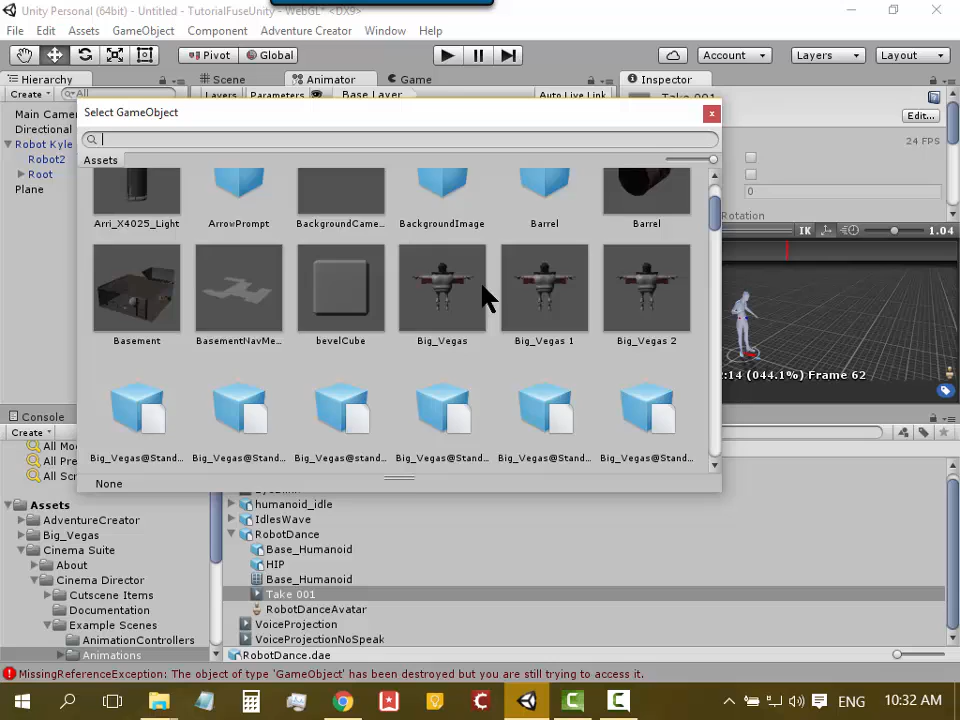 Unity Personal (64bit) - Untitled - TutorialFuseUnity - WebGL* <DX9>
File Edit Assets GameObject Component Adventure Creator Window Help
Pivot Global Account Layers Layout
Hierarchy Scene Animator Game Inspector
Create All Layers Parameters Base Layer Auto Live Link Take 001
Main Came
Directional
Robot Kyle
Robot2
Root
Plane
Select GameObject
x
Assets
Arri_X4025_Light ArrowPrompt BackgroundCame... BackgroundImage Barrel Barrel
Basement BasementNavMe... bevelCube Big_Vegas Big_Vegas 1 Big_Vegas 2
Big_Vegas@Stand... Big_Vegas@Stand... Big_Vegas@stand... Big_Vegas@Stand... Big_Vegas@Stand... Big_Vegas@Stand...
None
Edit...
24 FPS
0
Rotation
IK 1.04
:14 (044.1%) Frame 62
Console
Create
All Mo
All Pre
All Scr
Assets
AdventureCreator
Big_Vegas
Cinema Suite
About
Cinema Director
Cutscene Items
Documentation
Example Scenes
AnimationControllers
Animations
humanoid_idle
IdlesWave
RobotDance
Base_Humanoid
HIP
Base_Humanoid
Take 001
RobotDanceAvatar
VoiceProjection
VoiceProjectionNoSpeak
RobotDance.dae
MissingReferenceException: The object of type 'GameObject' has been destroyed but you are still trying to access it.
ENG 10:32 AM